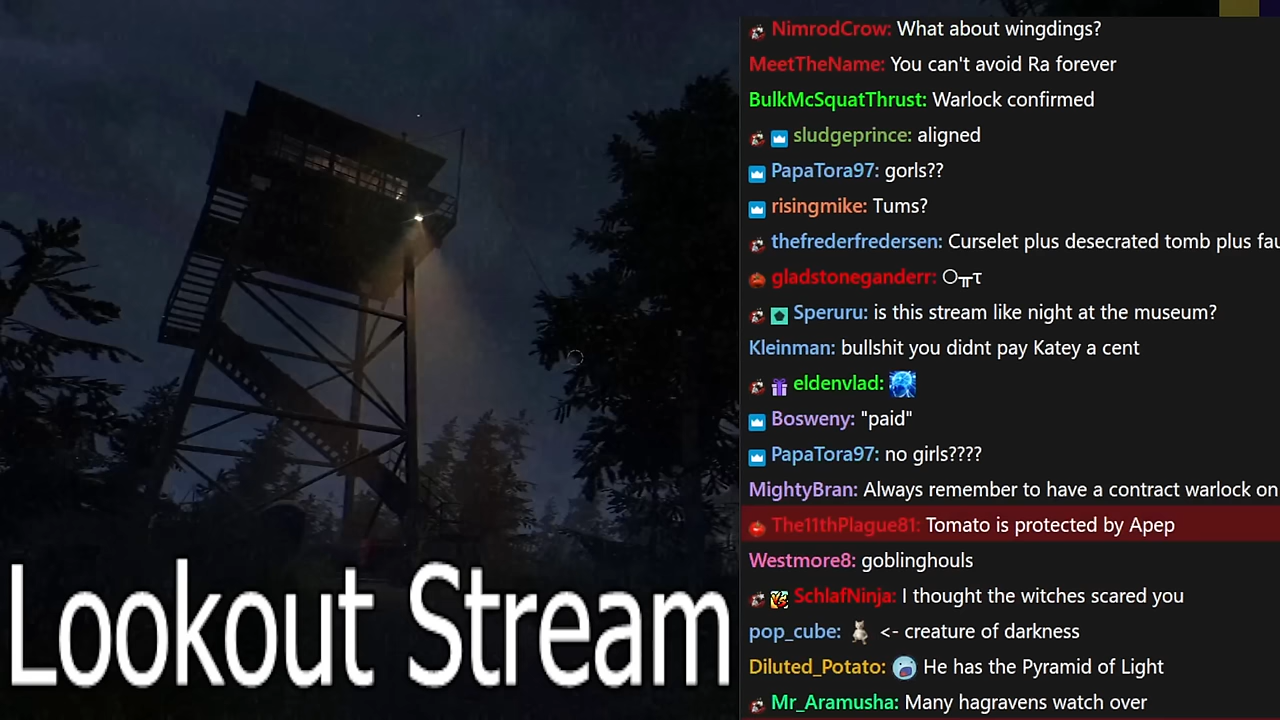 NimrodCrow: What about wingdings?
MeetTheName: You can't avoid Ra forever
BulkMcSquatThrust: Warlock confirmed
sludgeprince: aligned
PapaTora97: gorls??
risingmike: Tums?
thefrederfredersen: Curselet plus desecrated tomb plus fau
gladstoneganderr: O╥τ
Speruru: is this stream like night at the museum?
Kleinman: bullshit you didnt pay Katey a cent
eldenvlad:
Bosweny: "paid"
PapaTora97: no girls????
MightyBran: Always remember to have a contract warlock on
The11thPlague81: Tomato is protected by Apep
Westmore8: goblinghouls
SchlafNinja: I thought the witches scared you
pop_cube: <- creature of darkness
Diluted_Potato: He has the Pyramid of Light
Mr_Aramusha: Many hagravens watch over
Lookout Stream